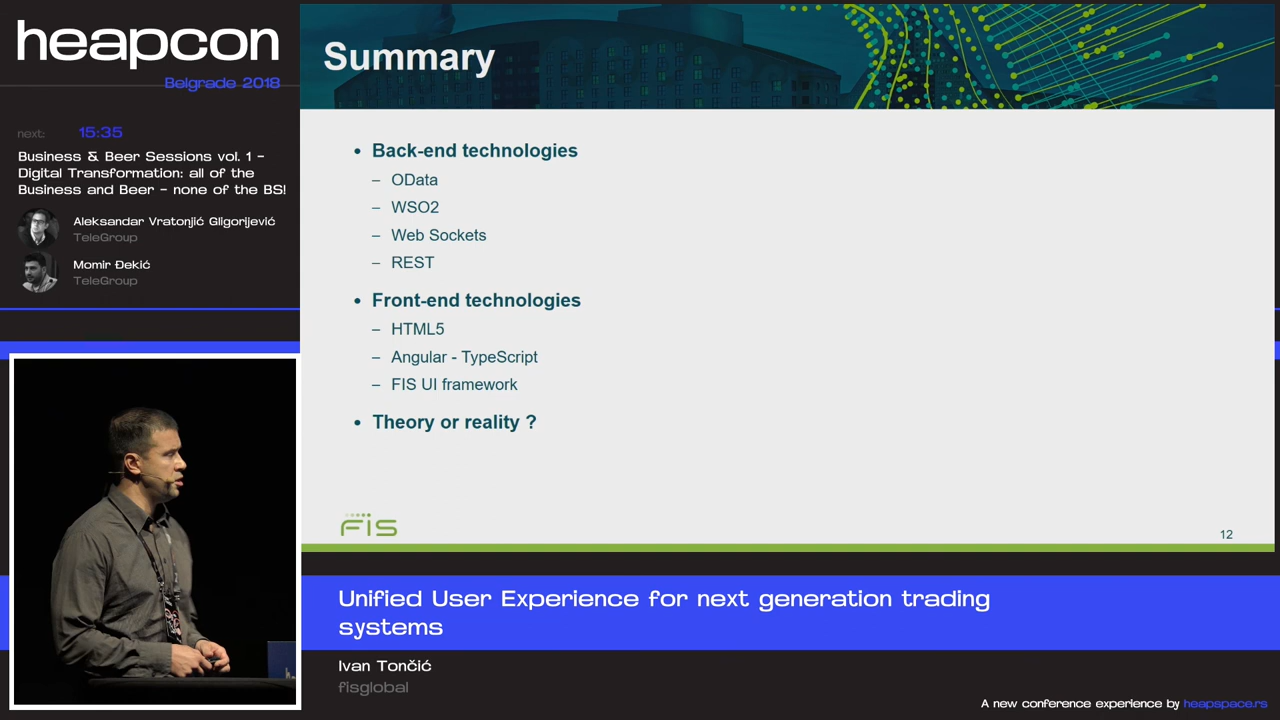 heapcon
Belgrade 2018
next: 15:35
Business & Beer Sessions vol. 1 -
Digital Transformation: all of the
Business and Beer - none of the BS!
Aleksandar Vratonjić Gligorijević
TeleGroup
Momir Đekić
TeleGroup
Summary
• Back-end technologies
– OData
– WSO2
– Web Sockets
– REST
• Front-end technologies
– HTML5
– Angular - TypeScript
– FIS UI framework
• Theory or reality ?
FIS
12
Unified User Experience for next generation trading
systems
Ivan Tončić
fisglobal
A new conference experience by heapspace.rs